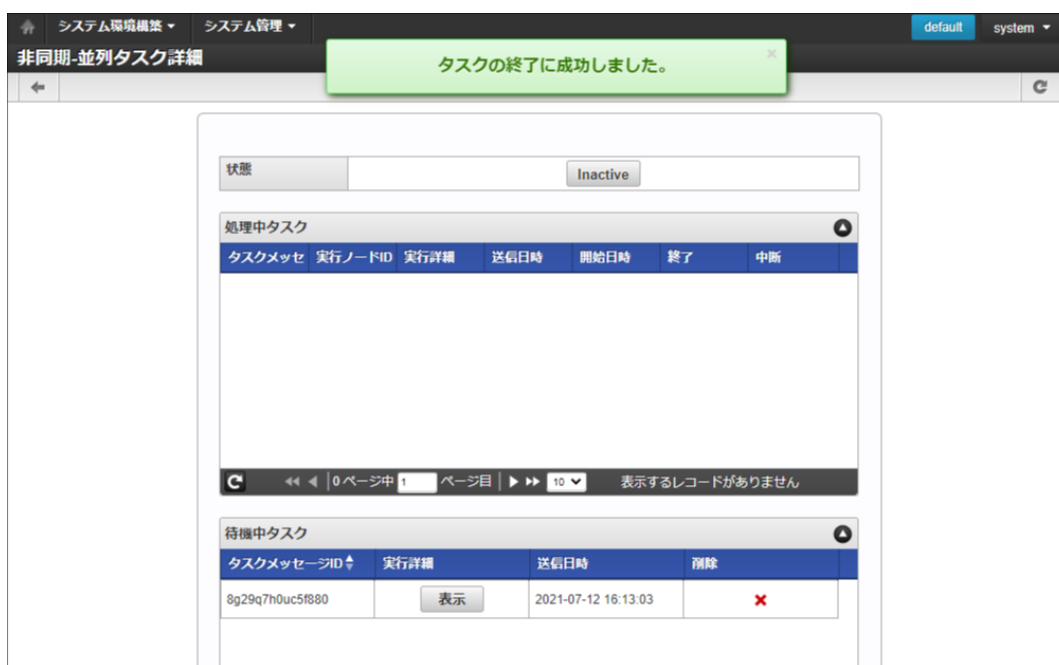 システム環境構築 システム管理 default system
非同期-並列タスク詳細
タスクの終了に成功しました。 ×
状態 Inactive
処理中タスク
タスクメッセ 実行ノードID 実行詳細 送信日時 開始日時 終了 中断
0 ページ中 1 ページ目 10 表示するレコードがありません
待機中タスク
タスクメッセージID 実行詳細 送信日時 削除
8g29q7h0uc5f880 表示 2021-07-12 16:13:03